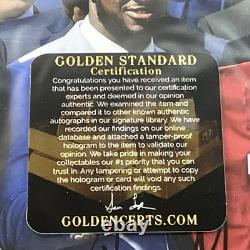 GOLDEN STANDARD
Certification
Congratulations you have received an item
that has been presented to our certification
experts and deemed in our opinion
authentic. We examined the item and
compared it to other known authentic
autographs in our signature library. We
have recorded our findings on our online
database and attached a tamper-proof
hologram to the item to validate our
opinion. We take pride in making your
collectables our #1 priority that you can
trust in. Any tampering or attempt to copy
the hologram or card will void any such
certification findings.
GOLDENCERTS.COM